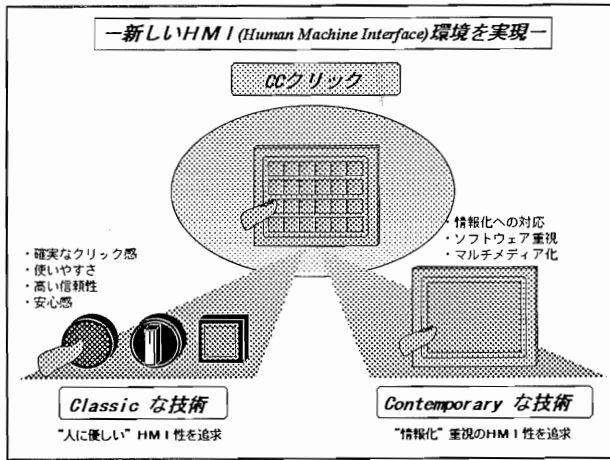 －新しいHMI(Human Machine Interface)環境を実現－
CCクリック
・確実なクリック感
・使いやすさ
・高い信頼性
・安心感
・情報化への対応
・ソフトウェア重視
・マルチメディア化
Classic な技術
“人に優しい”HMI性を追求
Contemporary な技術
“情報化”重視のHMI性を追求